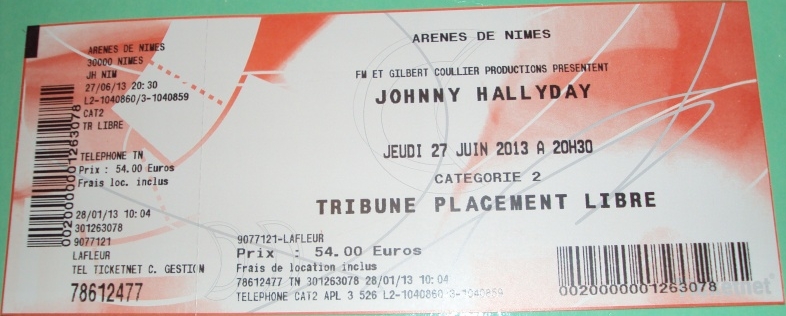 ARENES DE NIMES
30000 NIMES
JH NIM
27/06/13 20:30
L2-1040860/3-1040859
CAT2
TR LIBRE
TELEPHONE TN
Prix : 54.00 Euros
Frais loc. inclus
28/01/13 10:04
301263078
9077121
LAFLEUR
TEL TICKETNET C. GESTION
78612477
0020000001263078
ARENES DE NIMES
FM ET GILBERT COULLIER PRODUCTIONS PRESENTENT
JOHNNY HALLYDAY
JEUDI 27 JUIN 2013 A 20H30
CATEGORIE 2
TRIBUNE PLACEMENT LIBRE
9077121-LAFLEUR
Prix : 54.00 Euros
Frais de location inclus
78612477 TN 301263078 28/01/13 10:04
TELEPHONE CAT2 APL 3 526 L2-1040860 3-1040859
0020000001263078